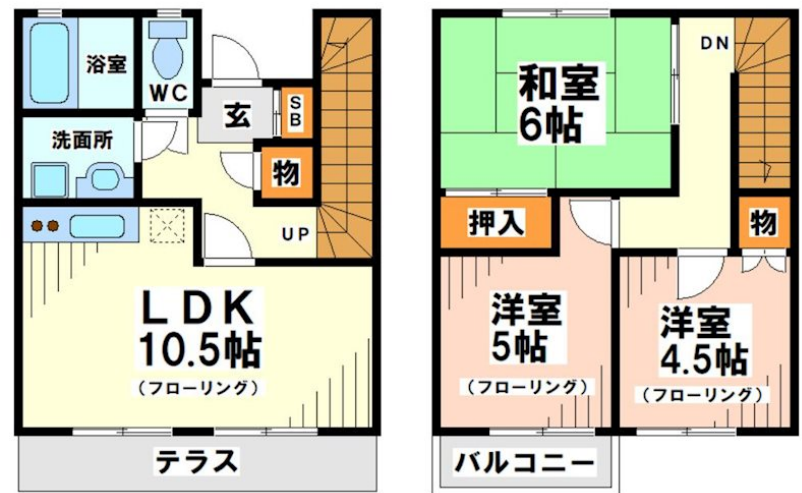 浴室
WC
玄
SB
洗面所
物
UP
LDK
10.5帖
(フローリング)
テラス
DN
和室
6帖
押入
物
洋室
5帖
(フローリング)
洋室
4.5帖
(フローリング)
バルコニー